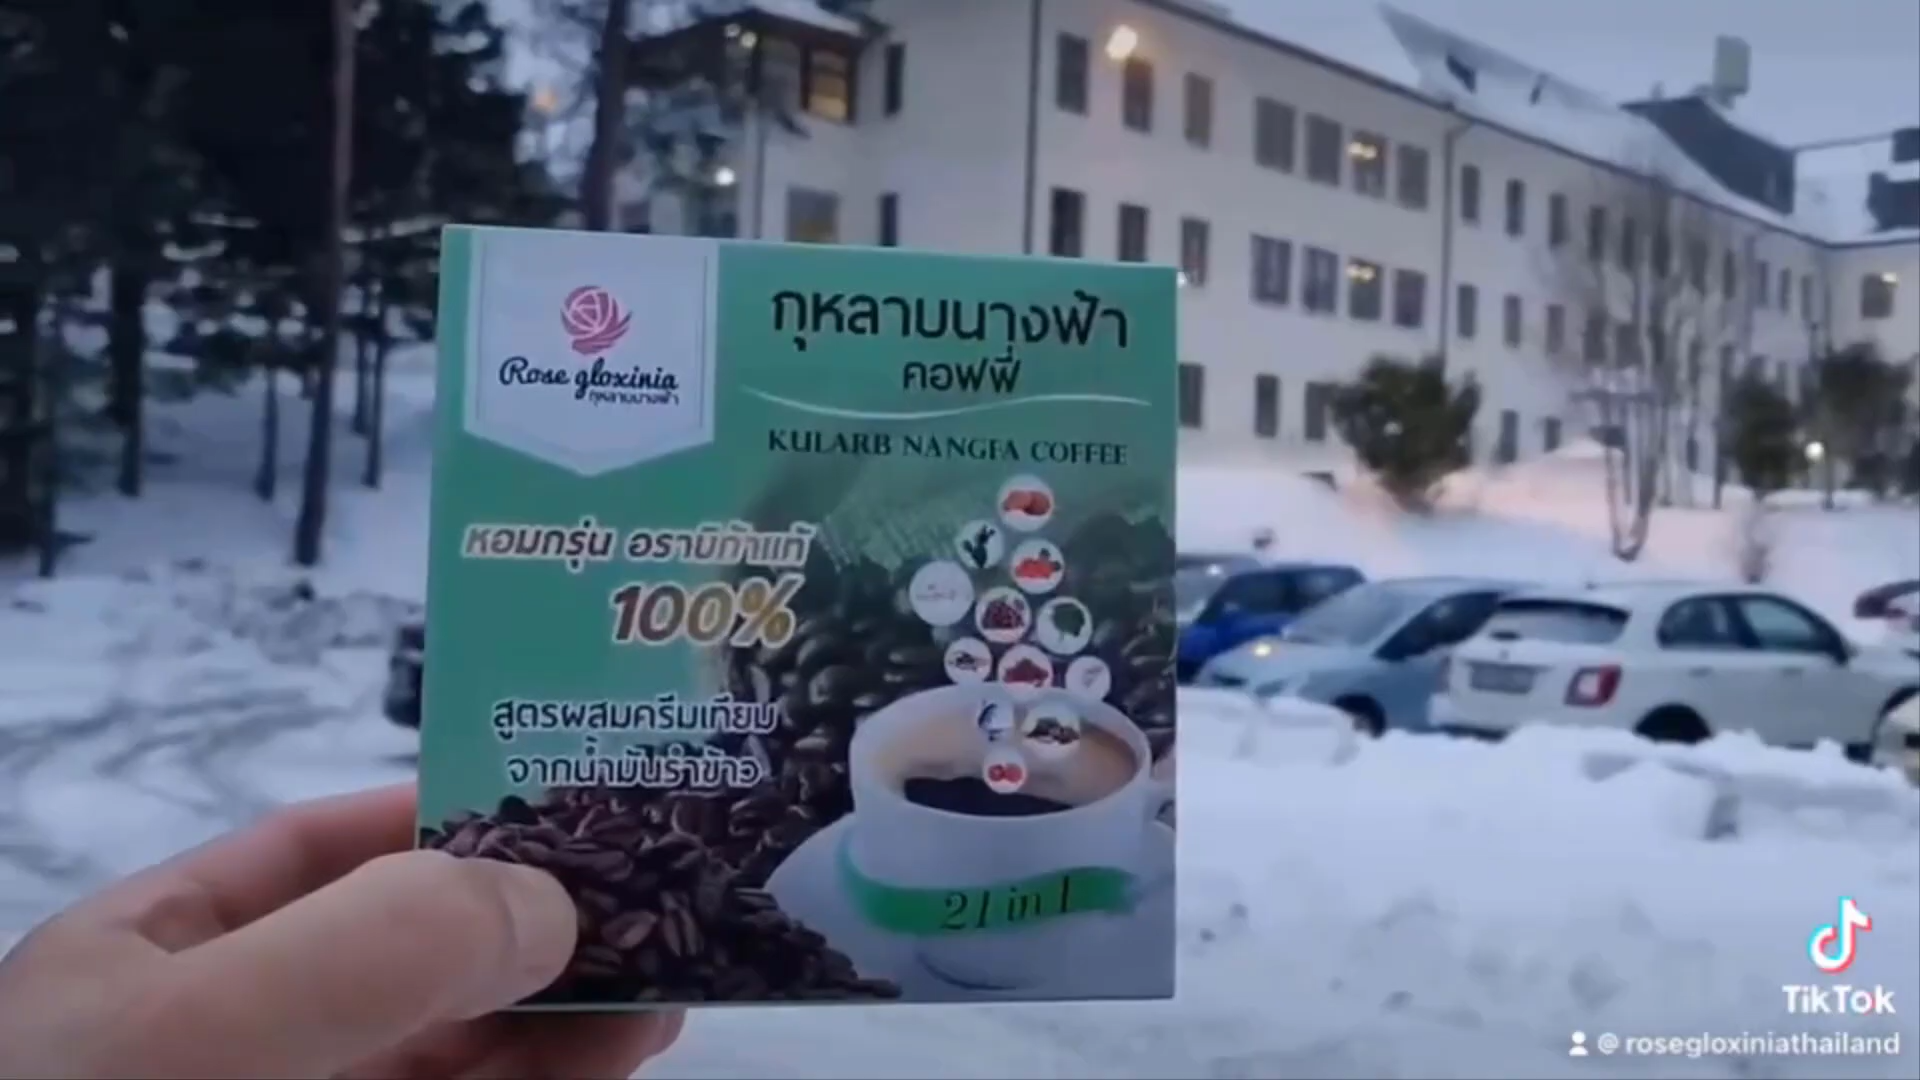 Rose gloxinia
กุหลาบนางฟ้า
กุหลาบนางฟ้า
คอฟฟี่
KULARB NANGFA COFFEE
หอมกรุ่น อราบิก้าแท้
100%
สูตรผสมครีมเทียม
จากน้ำมันรำข้าว
21 in 1
TikTok
@rosegloxiniathailand